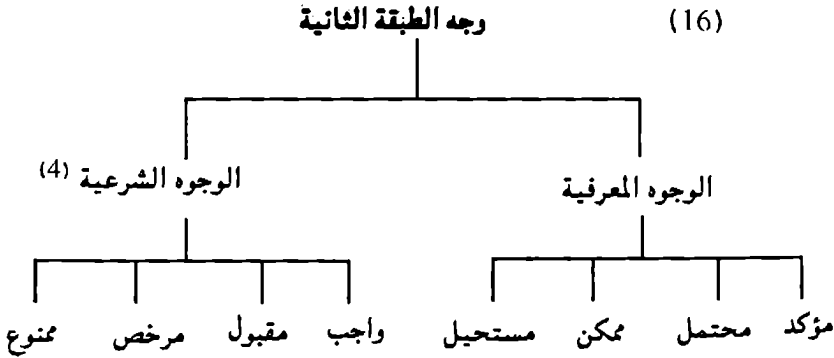 (16) وجه الطبقة الثانية
الوجوه المعرفية الوجوه الشرعية (4)
مؤكد محتمل ممكن مستحيل واجب مقبول مرخص ممنوع